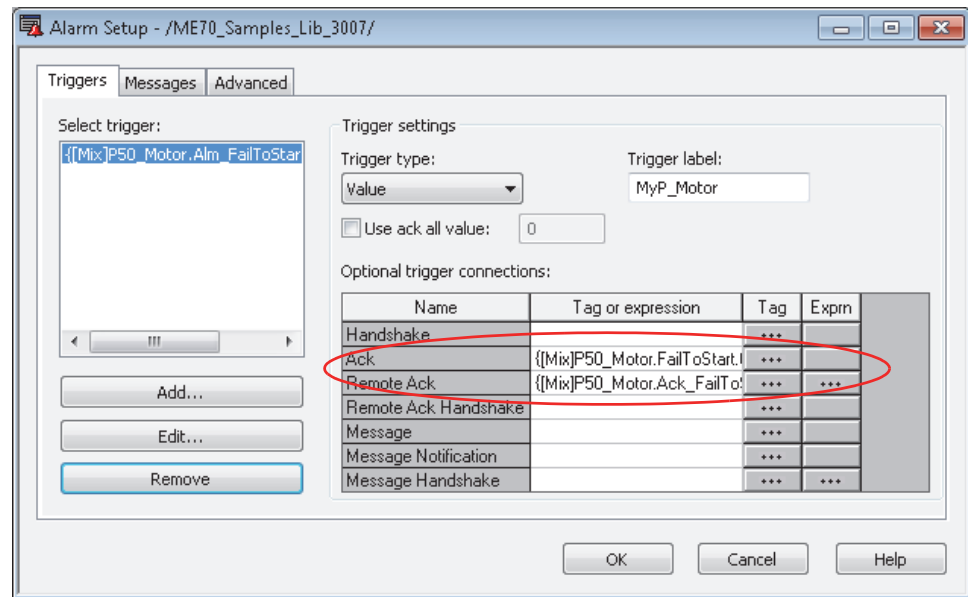 Alarm Setup - /ME70_Samples_Lib_3007/
Triggers Messages Advanced
Select trigger:
{[Mix]P50_Motor.Alm_FailToStar
Add...
Edit...
Remove
Trigger settings
Trigger type:
Value
Trigger label:
MyP_Motor
Use ack all value: 0
Optional trigger connections:
Name Tag or expression Tag Exprn
Handshake ...
Ack {[Mix]P50_Motor.FailToStart. ...
Remote Ack {[Mix]P50_Motor.Ack_FailTo ... ...
Remote Ack Handshake ...
Message ...
Message Notification ...
Message Handshake ... ...
OK Cancel Help